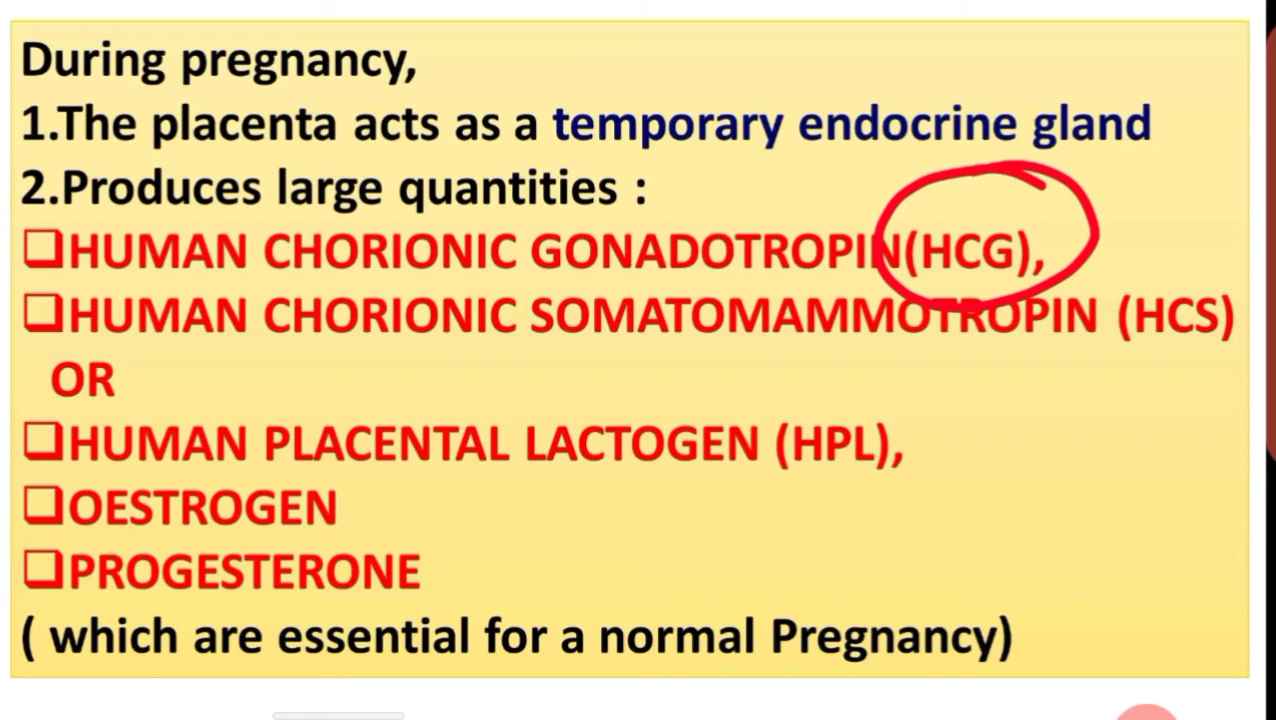 During pregnancy,
1.The placenta acts as a temporary endocrine gland
2.Produces large quantities :
❑HUMAN CHORIONIC GONADOTROPIN(HCG),
❑HUMAN CHORIONIC SOMATOMAMMOTROPIN (HCS)
OR
❑HUMAN PLACENTAL LACTOGEN (HPL),
❑OESTROGEN
❑PROGESTERONE
( which are essential for a normal Pregnancy)